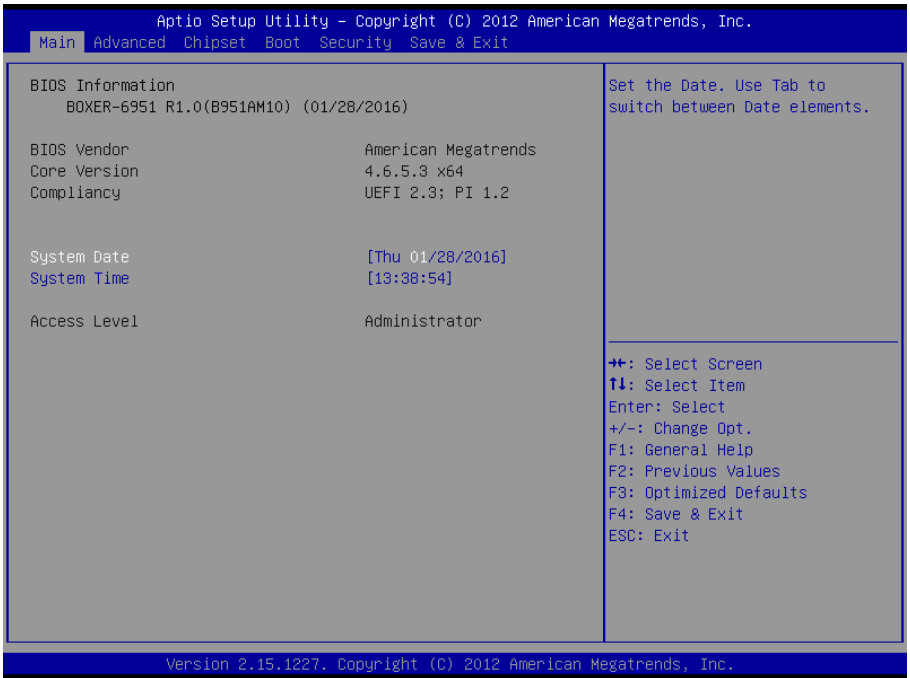 Aptio Setup Utility – Copyright (C) 2012 American Megatrends, Inc.
Main Advanced Chipset Boot Security Save & Exit
BIOS Information
BOXER-6951 R1.0(B951AM10) (01/28/2016)
BIOS Vendor American Megatrends
Core Version 4.6.5.3 x64
Compliancy UEFI 2.3; PI 1.2
System Date [Thu 01/28/2016]
System Time [13:38:54]
Access Level Administrator
Set the Date. Use Tab to
switch between Date elements.
→←: Select Screen
↑↓: Select Item
Enter: Select
+/-: Change Opt.
F1: General Help
F2: Previous Values
F3: Optimized Defaults
F4: Save & Exit
ESC: Exit
Version 2.15.1227. Copyright (C) 2012 American Megatrends, Inc.